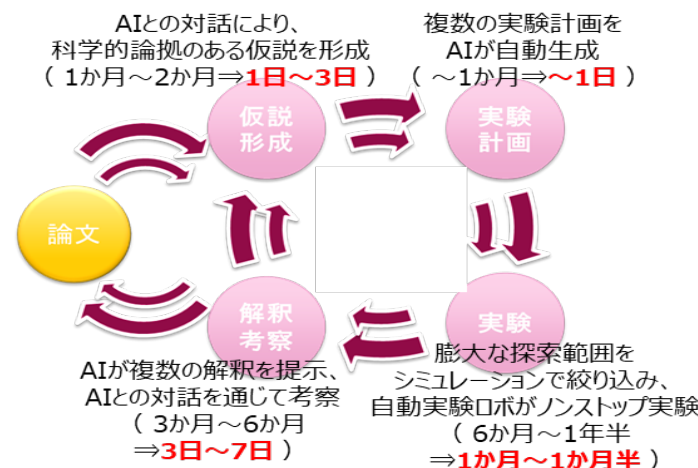 AIとの対話により、
科学的論拠のある仮説を形成
（ 1か月～2か月⇒1日～3日 ）
複数の実験計画を
AIが自動生成
（ ～1か月⇒～1日 ）
仮説
形成
実験
計画
論文
解釈
考察
実験
AIが複数の解釈を提示、
AIとの対話を通じて考察
（ 3か月～6か月
⇒3日～7日 ）
膨大な探索範囲を
シミュレーションで絞り込み、
自動実験ロボがノンストップ実験
（ 6か月～1年半
⇒1か月～1か月半 ）